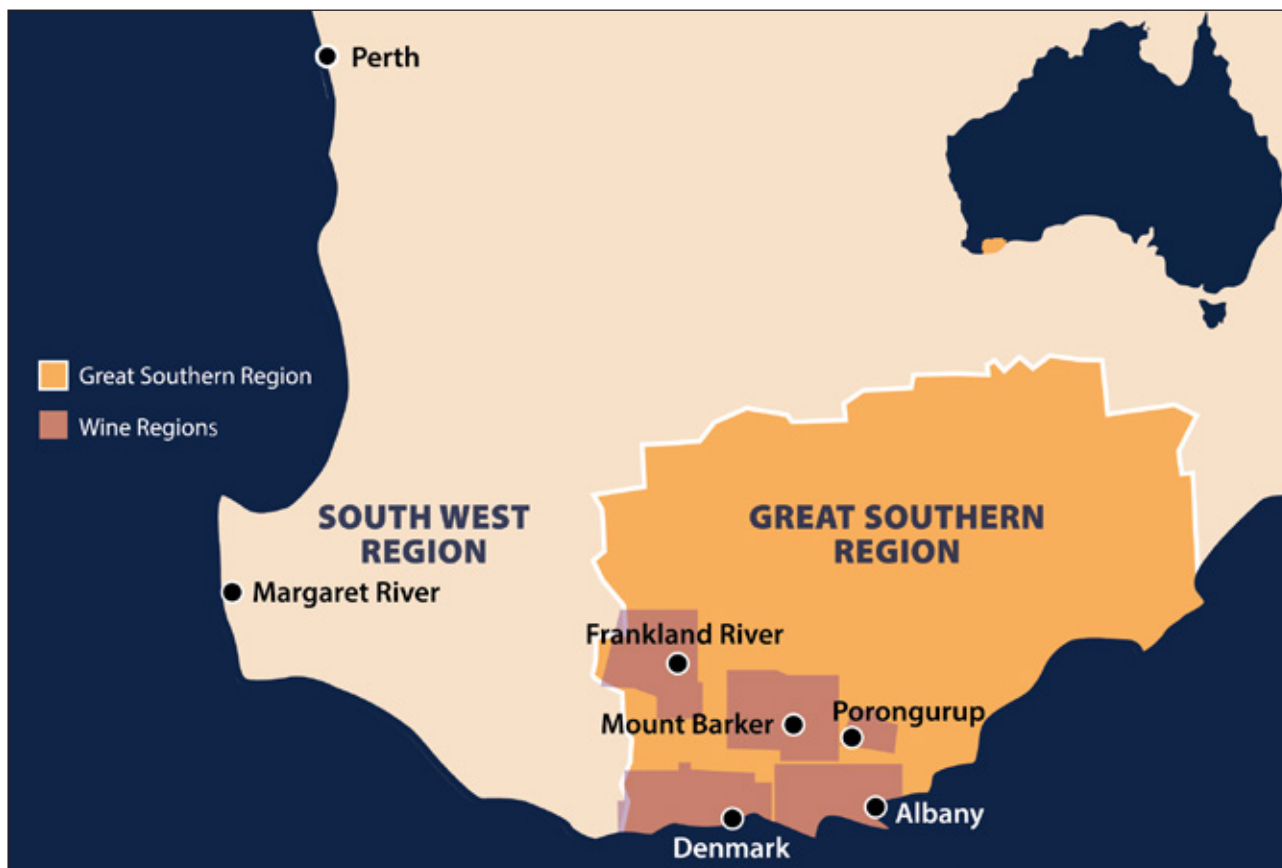 Perth
Great Southern Region
Wine Regions
SOUTH WEST
REGION
GREAT SOUTHERN
REGION
Margaret River
Frankland River
Mount Barker
Porongurup
Albany
Denmark